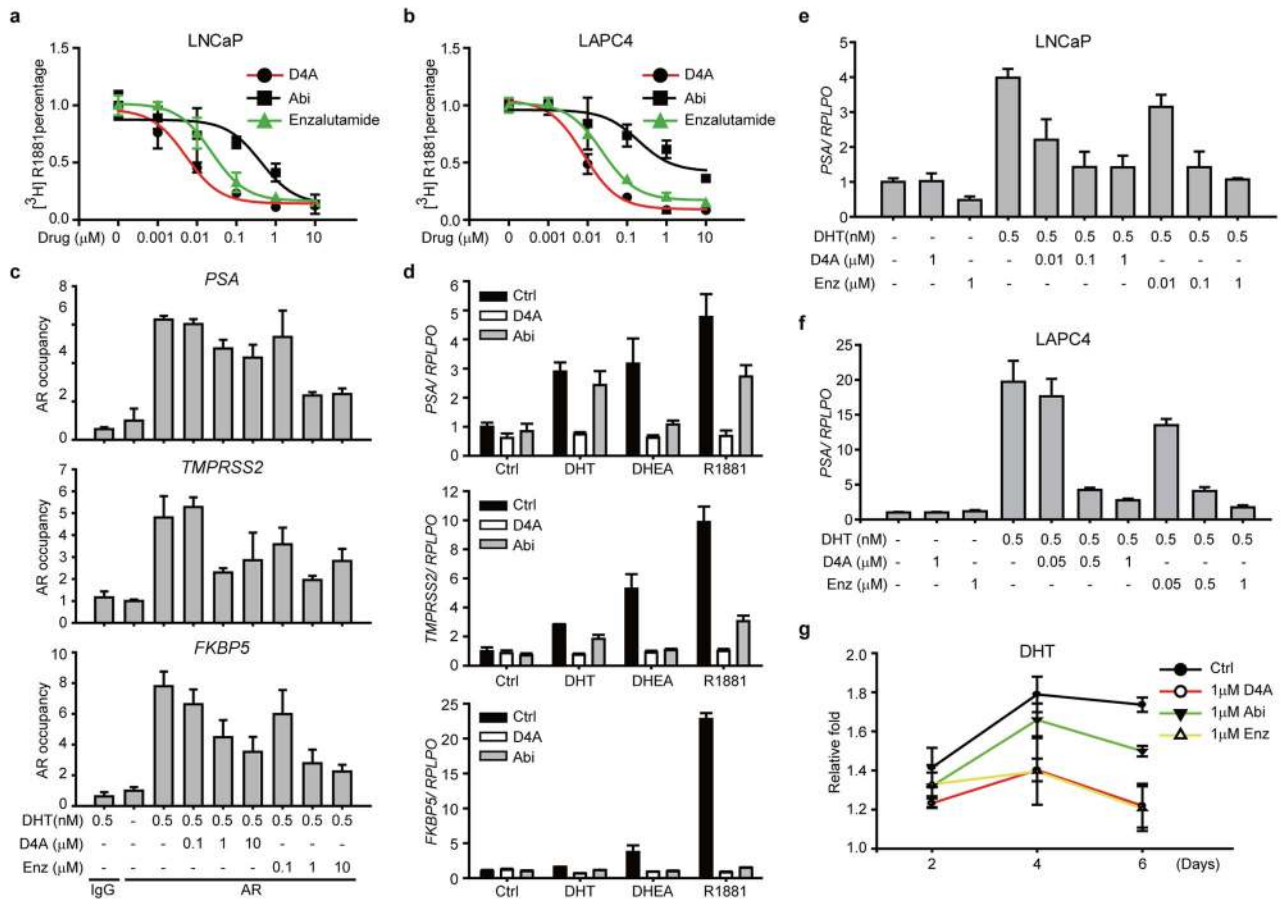 a
LNCaP
[³H] R1881percentage
1.5
1.0
0.5
0.0
D4A
Abi
Enzalutamide
Drug (μM) 0 0.001 0.01 0.1 1 10
b
LAPC4
[³H] R1881percentage
1.5
1.0
0.5
0.0
D4A
Abi
Enzalutamide
Drug (μM) 0 0.001 0.01 0.1 1 10
c
PSA
AR occupancy
8
6
4
2
0
TMPRSS2
AR occupancy
7
6
5
4
3
2
1
0
FKBP5
AR occupancy
10
8
6
4
2
0
DHT(nM) 0.5 - 0.5 0.5 0.5 0.5 0.5 0.5 0.5
D4A (μM) - - - 0.1 1 10 - - -
Enz (μM) - - - - - - 0.1 1 10
IgG AR
d
Ctrl
D4A
Abi
PSA/ RPLPO
6
5
4
3
2
1
0
Ctrl DHT DHEA R1881
Ctrl
D4A
Abi
TMPRSS2/ RPLPO
12
10
8
6
4
2
0
Ctrl DHT DHEA R1881
Ctrl
D4A
Abi
FKBP5/ RPLPO
25
20
15
10
5
0
Ctrl DHT DHEA R1881
e
LNCaP
PSA/ RPLPO
5
4
3
2
1
0
DHT(nM) - - - 0.5 0.5 0.5 0.5 0.5 0.5 0.5
D4A (μM) - 1 - - 0.01 0.1 1 - - -
Enz (μM) - - 1 - - - - 0.01 0.1 1
f
LAPC4
PSA/ RPLPO
25
20
15
10
5
0
DHT (nM) - - - 0.5 0.5 0.5 0.5 0.5 0.5 0.5
D4A (μM) - 1 - - 0.05 0.5 1 - - -
Enz (μM) - - 1 - - - - 0.05 0.5 1
g
DHT
Relative fold
2.0
1.8
1.6
1.4
1.2
1.0
Ctrl
1μM D4A
1μM Abi
1μM Enz
2 4 6 (Days)